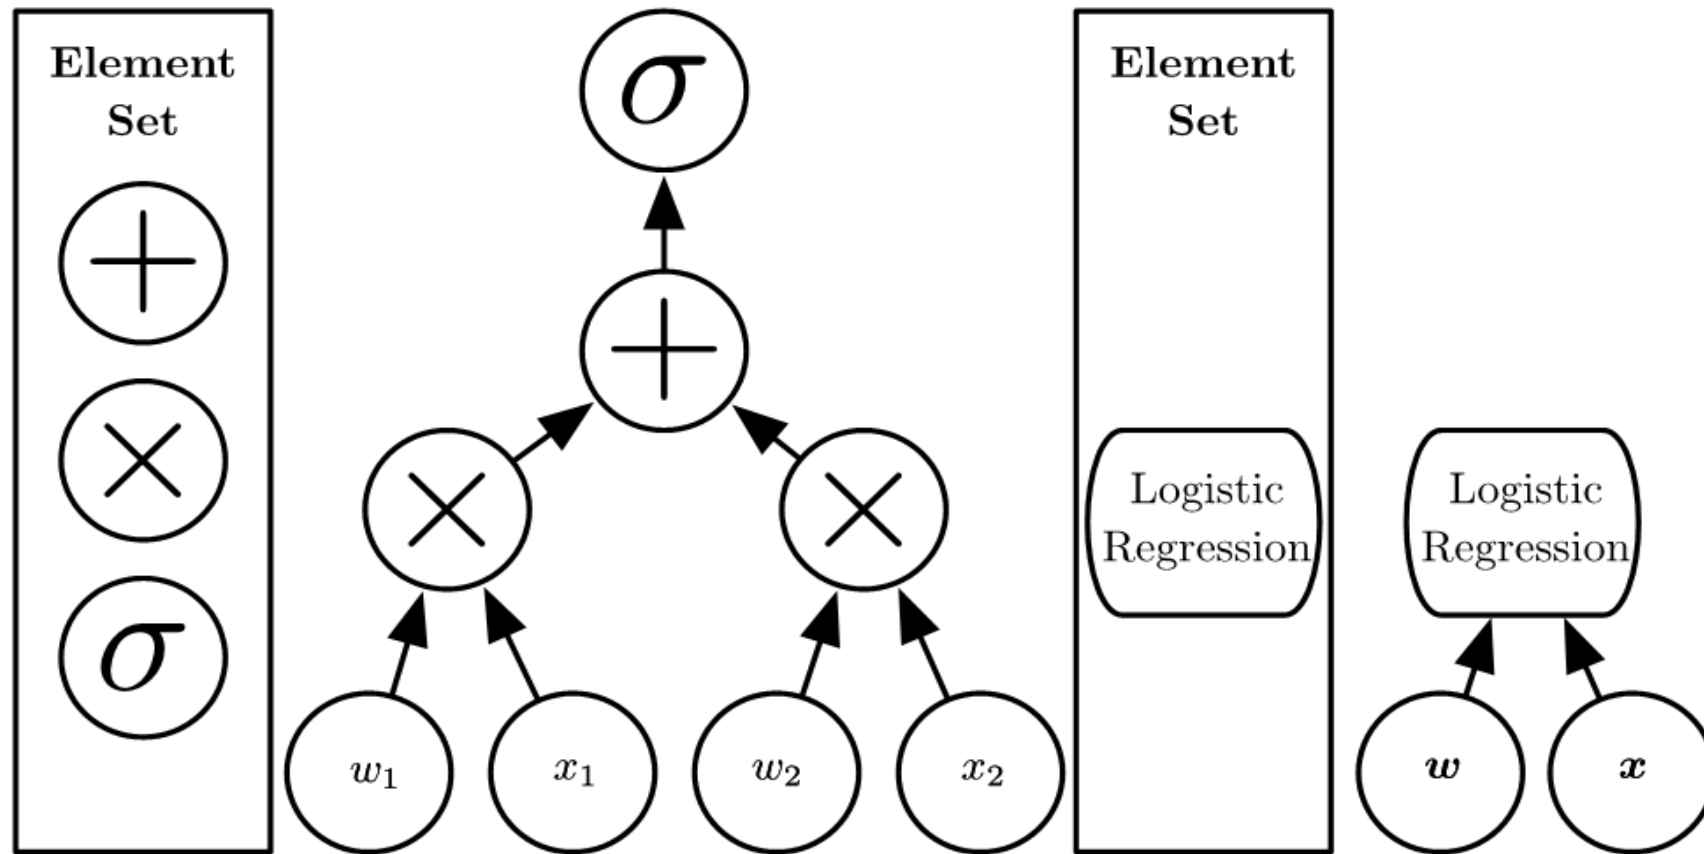 Element
Set
+
×
σ
σ
+
×
×
w₁
x₁
w₂
x₂
Element
Set
Logistic
Regression
Logistic
Regression
w
x